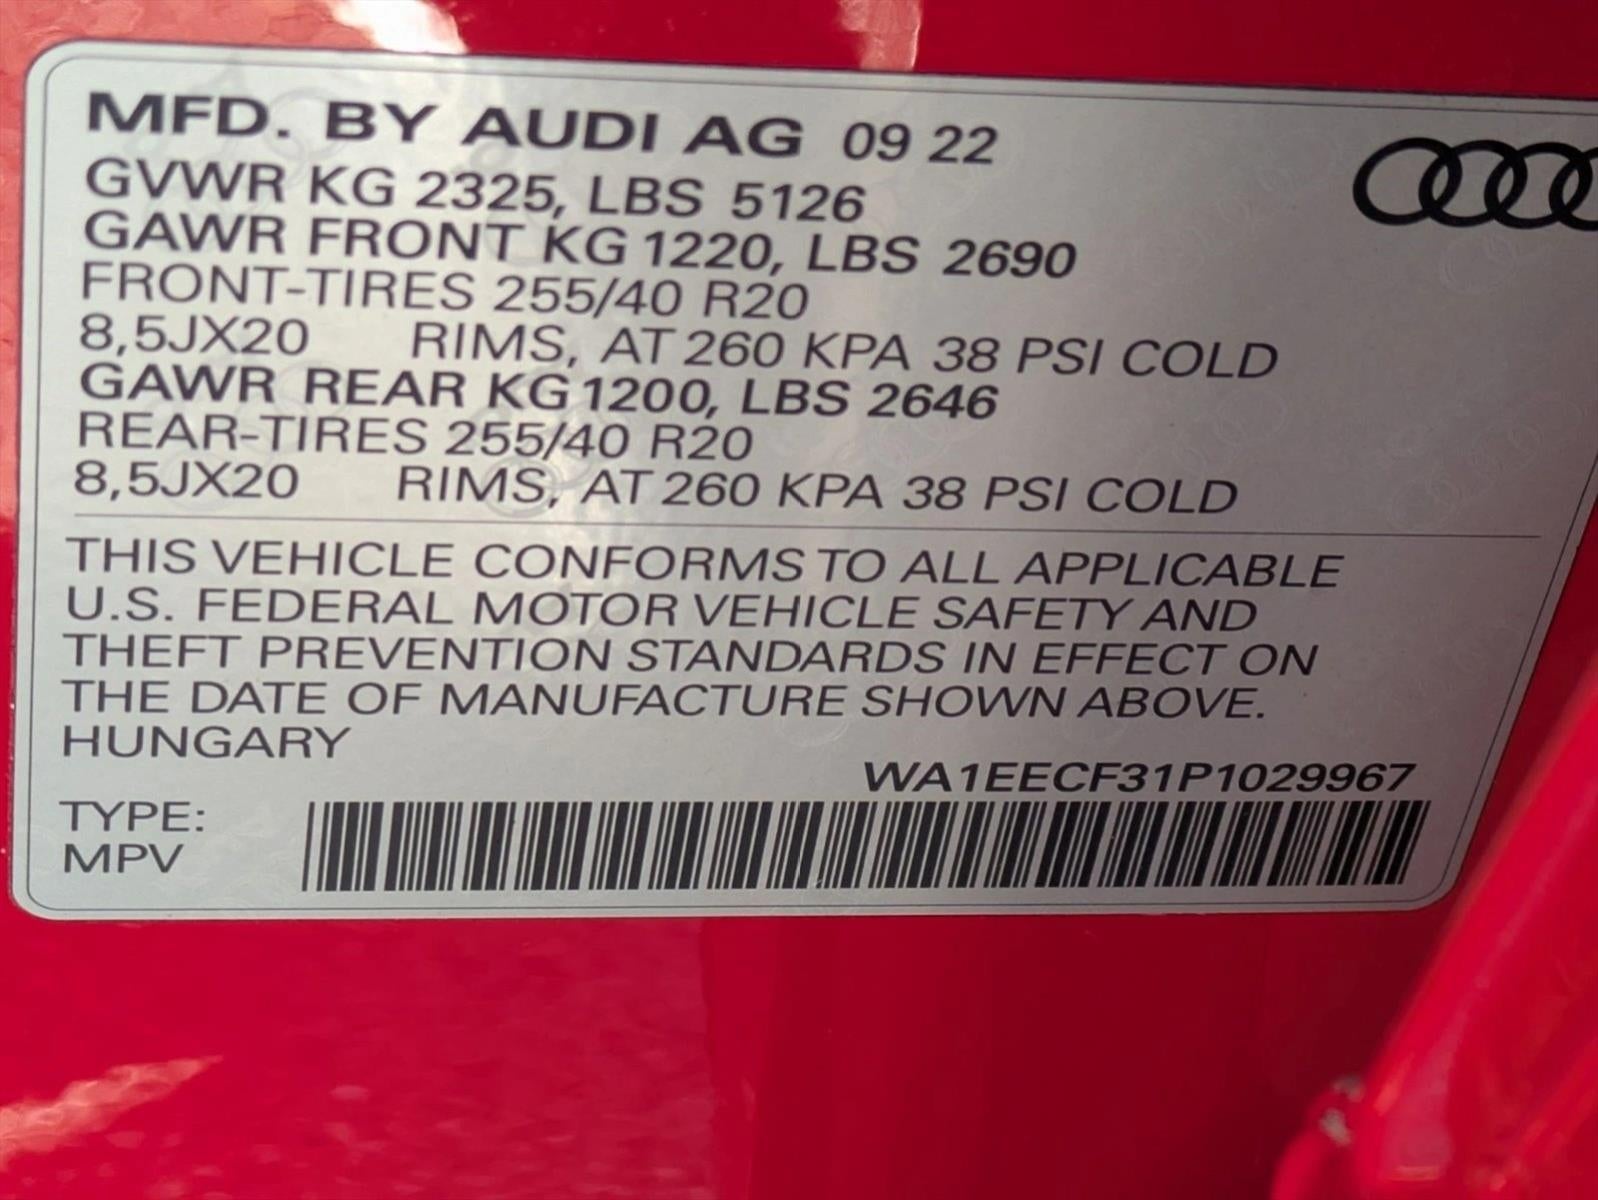 MFD. BY AUDI AG 09 22
GVWR KG 2325, LBS 5126
GAWR FRONT KG 1220, LBS 2690
FRONT-TIRES 255/40 R20
8,5JX20 RIMS, AT 260 KPA 38 PSI COLD
GAWR REAR KG 1200, LBS 2646
REAR-TIRES 255/40 R20
8,5JX20 RIMS, AT 260 KPA 38 PSI COLD
THIS VEHICLE CONFORMS TO ALL APPLICABLE
U.S. FEDERAL MOTOR VEHICLE SAFETY AND
THEFT PREVENTION STANDARDS IN EFFECT ON
THE DATE OF MANUFACTURE SHOWN ABOVE.
HUNGARY
WA1EECF31P1029967
TYPE:
MPV